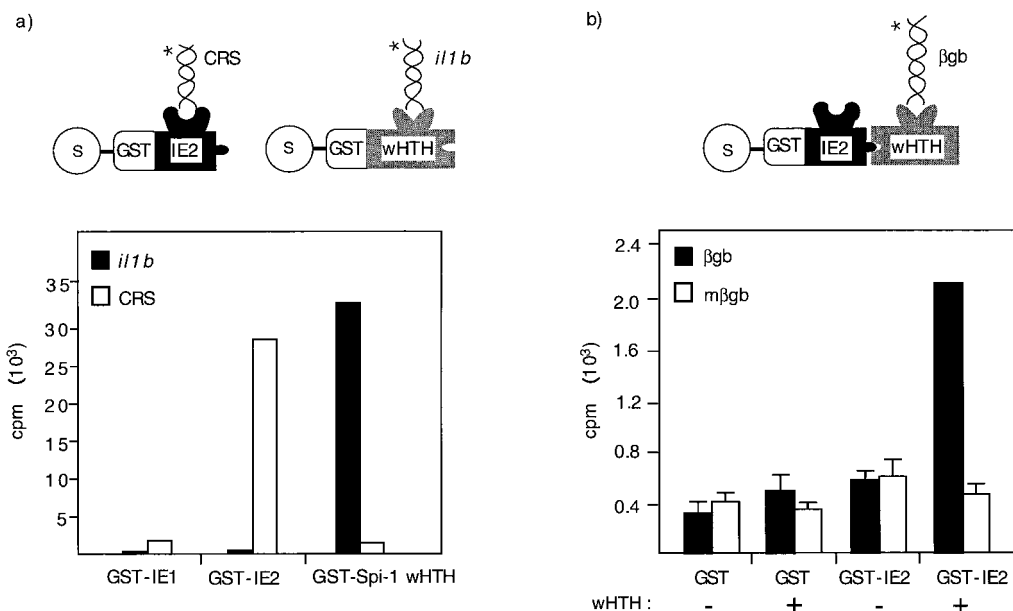 a)
* CRS
* il1b
S GST IE2
S GST wHTH
il1b
CRS
35
30
25
20
15
10
5
cpm (10³)
GST-IE1 GST-IE2 GST-Spi-1 wHTH
b)
* βgb
S GST IE2 wHTH
βgb
mβgb
2.4
2.0
1.6
1.2
0.8
0.4
cpm (10³)
GST GST GST-IE2 GST-IE2
wHTH : - + - +